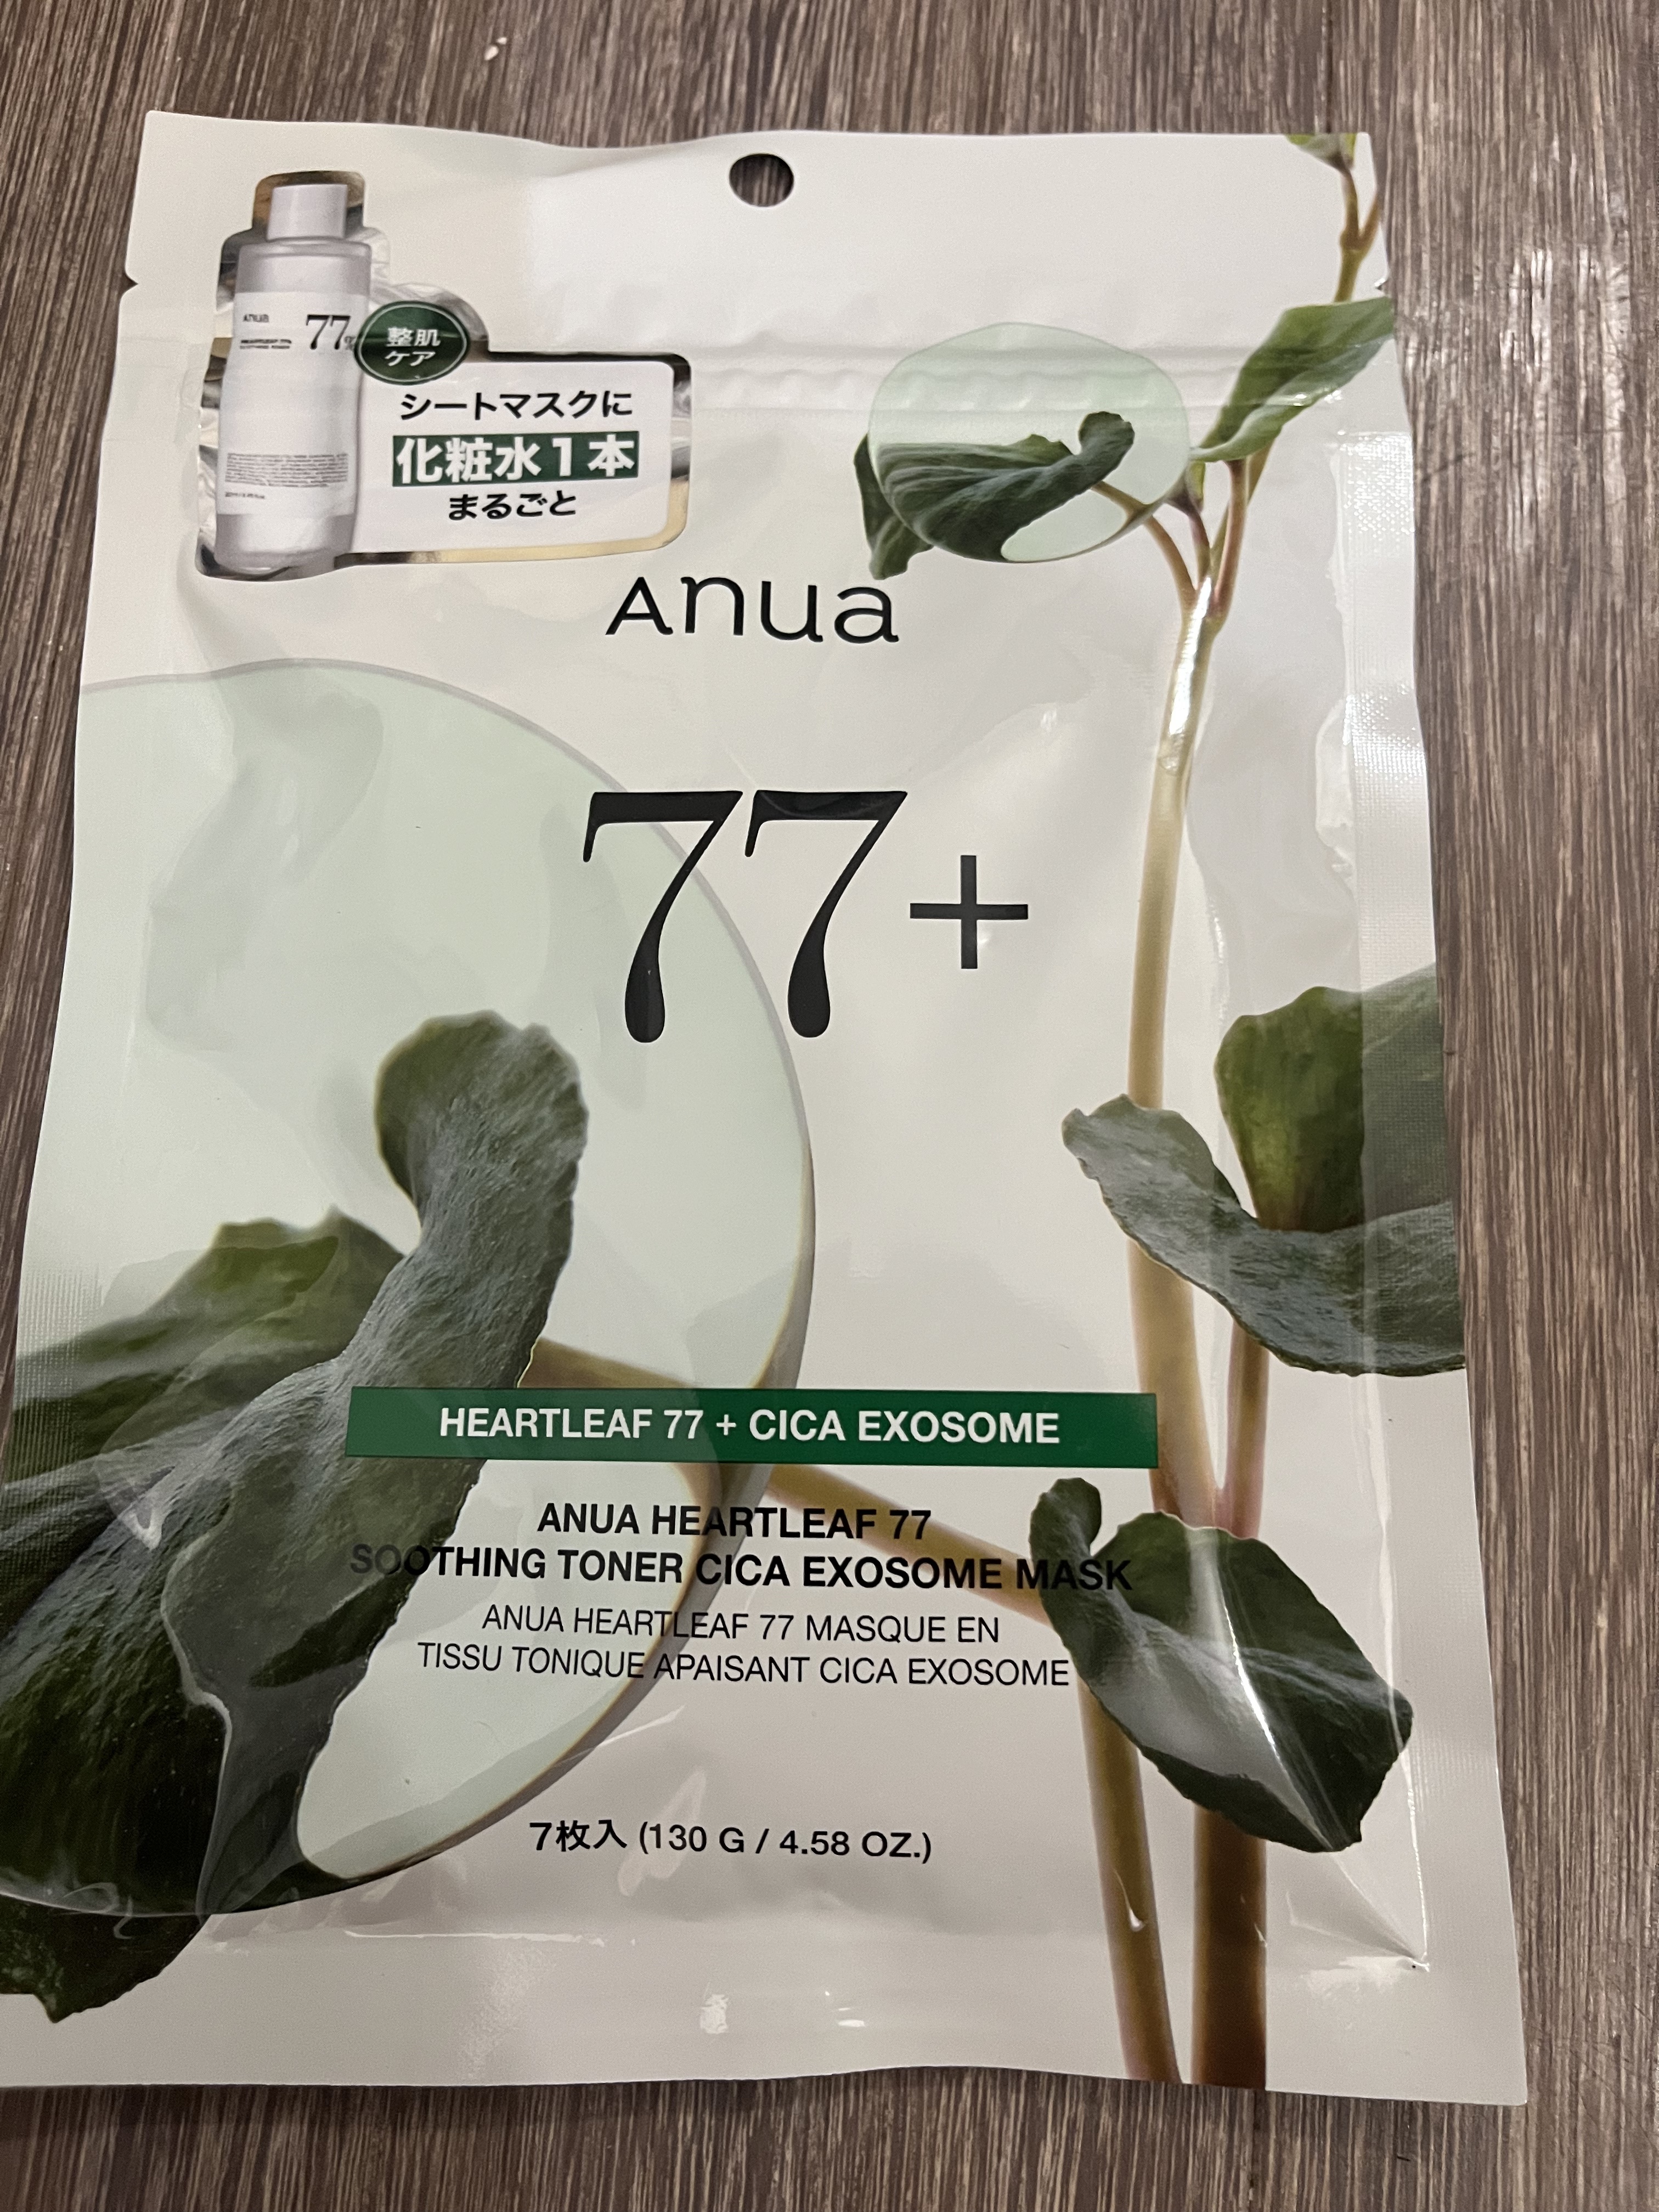 Anua
77
整肌
ケア
シートマスクに
化粧水1本
まるごと
Anua
77+
HEARTLEAF 77 + CICA EXOSOME
ANUA HEARTLEAF 77
SOOTHING TONER CICA EXOSOME MASK
ANUA HEARTLEAF 77 MASQUE EN
TISSU TONIQUE APAISANT CICA EXOSOME
7枚入 (130 G / 4.58 OZ.)